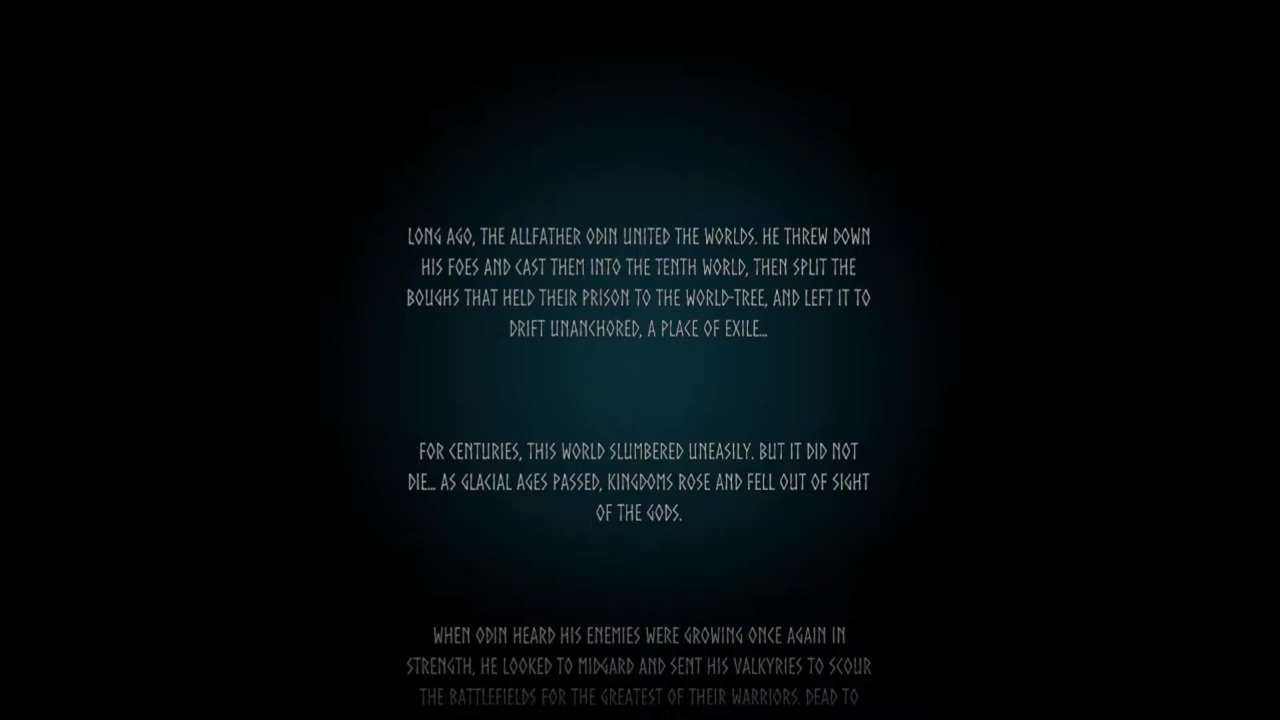 LONG AGO, THE ALLFATHER ODIN UNITED THE WORLDS. HE THREW DOWN
HIS FOES AND CAST THEM INTO THE TENTH WORLD, THEN SPLIT THE
BOUGHS THAT HELD THEIR PRISON TO THE WORLD-TREE, AND LEFT IT TO
DRIFT UNANCHORED, A PLACE OF EXILE...
FOR CENTURIES, THIS WORLD SLUMBERED UNEASILY. BUT IT DID NOT
DIE... AS GLACIAL AGES PASSED, KINGDOMS ROSE AND FELL OUT OF SIGHT
OF THE GODS.
WHEN ODIN HEARD HIS ENEMIES WERE GROWING ONCE AGAIN IN
STRENGTH, HE LOOKED TO MIDGARD AND SENT HIS VALKYRIES TO SCOUR
THE BATTLEFIELDS FOR THE GREATEST OF THEIR WARRIORS. DEAD TO